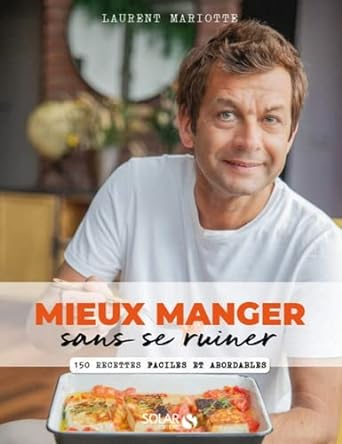 LAURENT MARIOTTE
MIEUX MANGER
sans se ruiner
150 RECETTES FACILES ET ABORDABLES
SOLAR